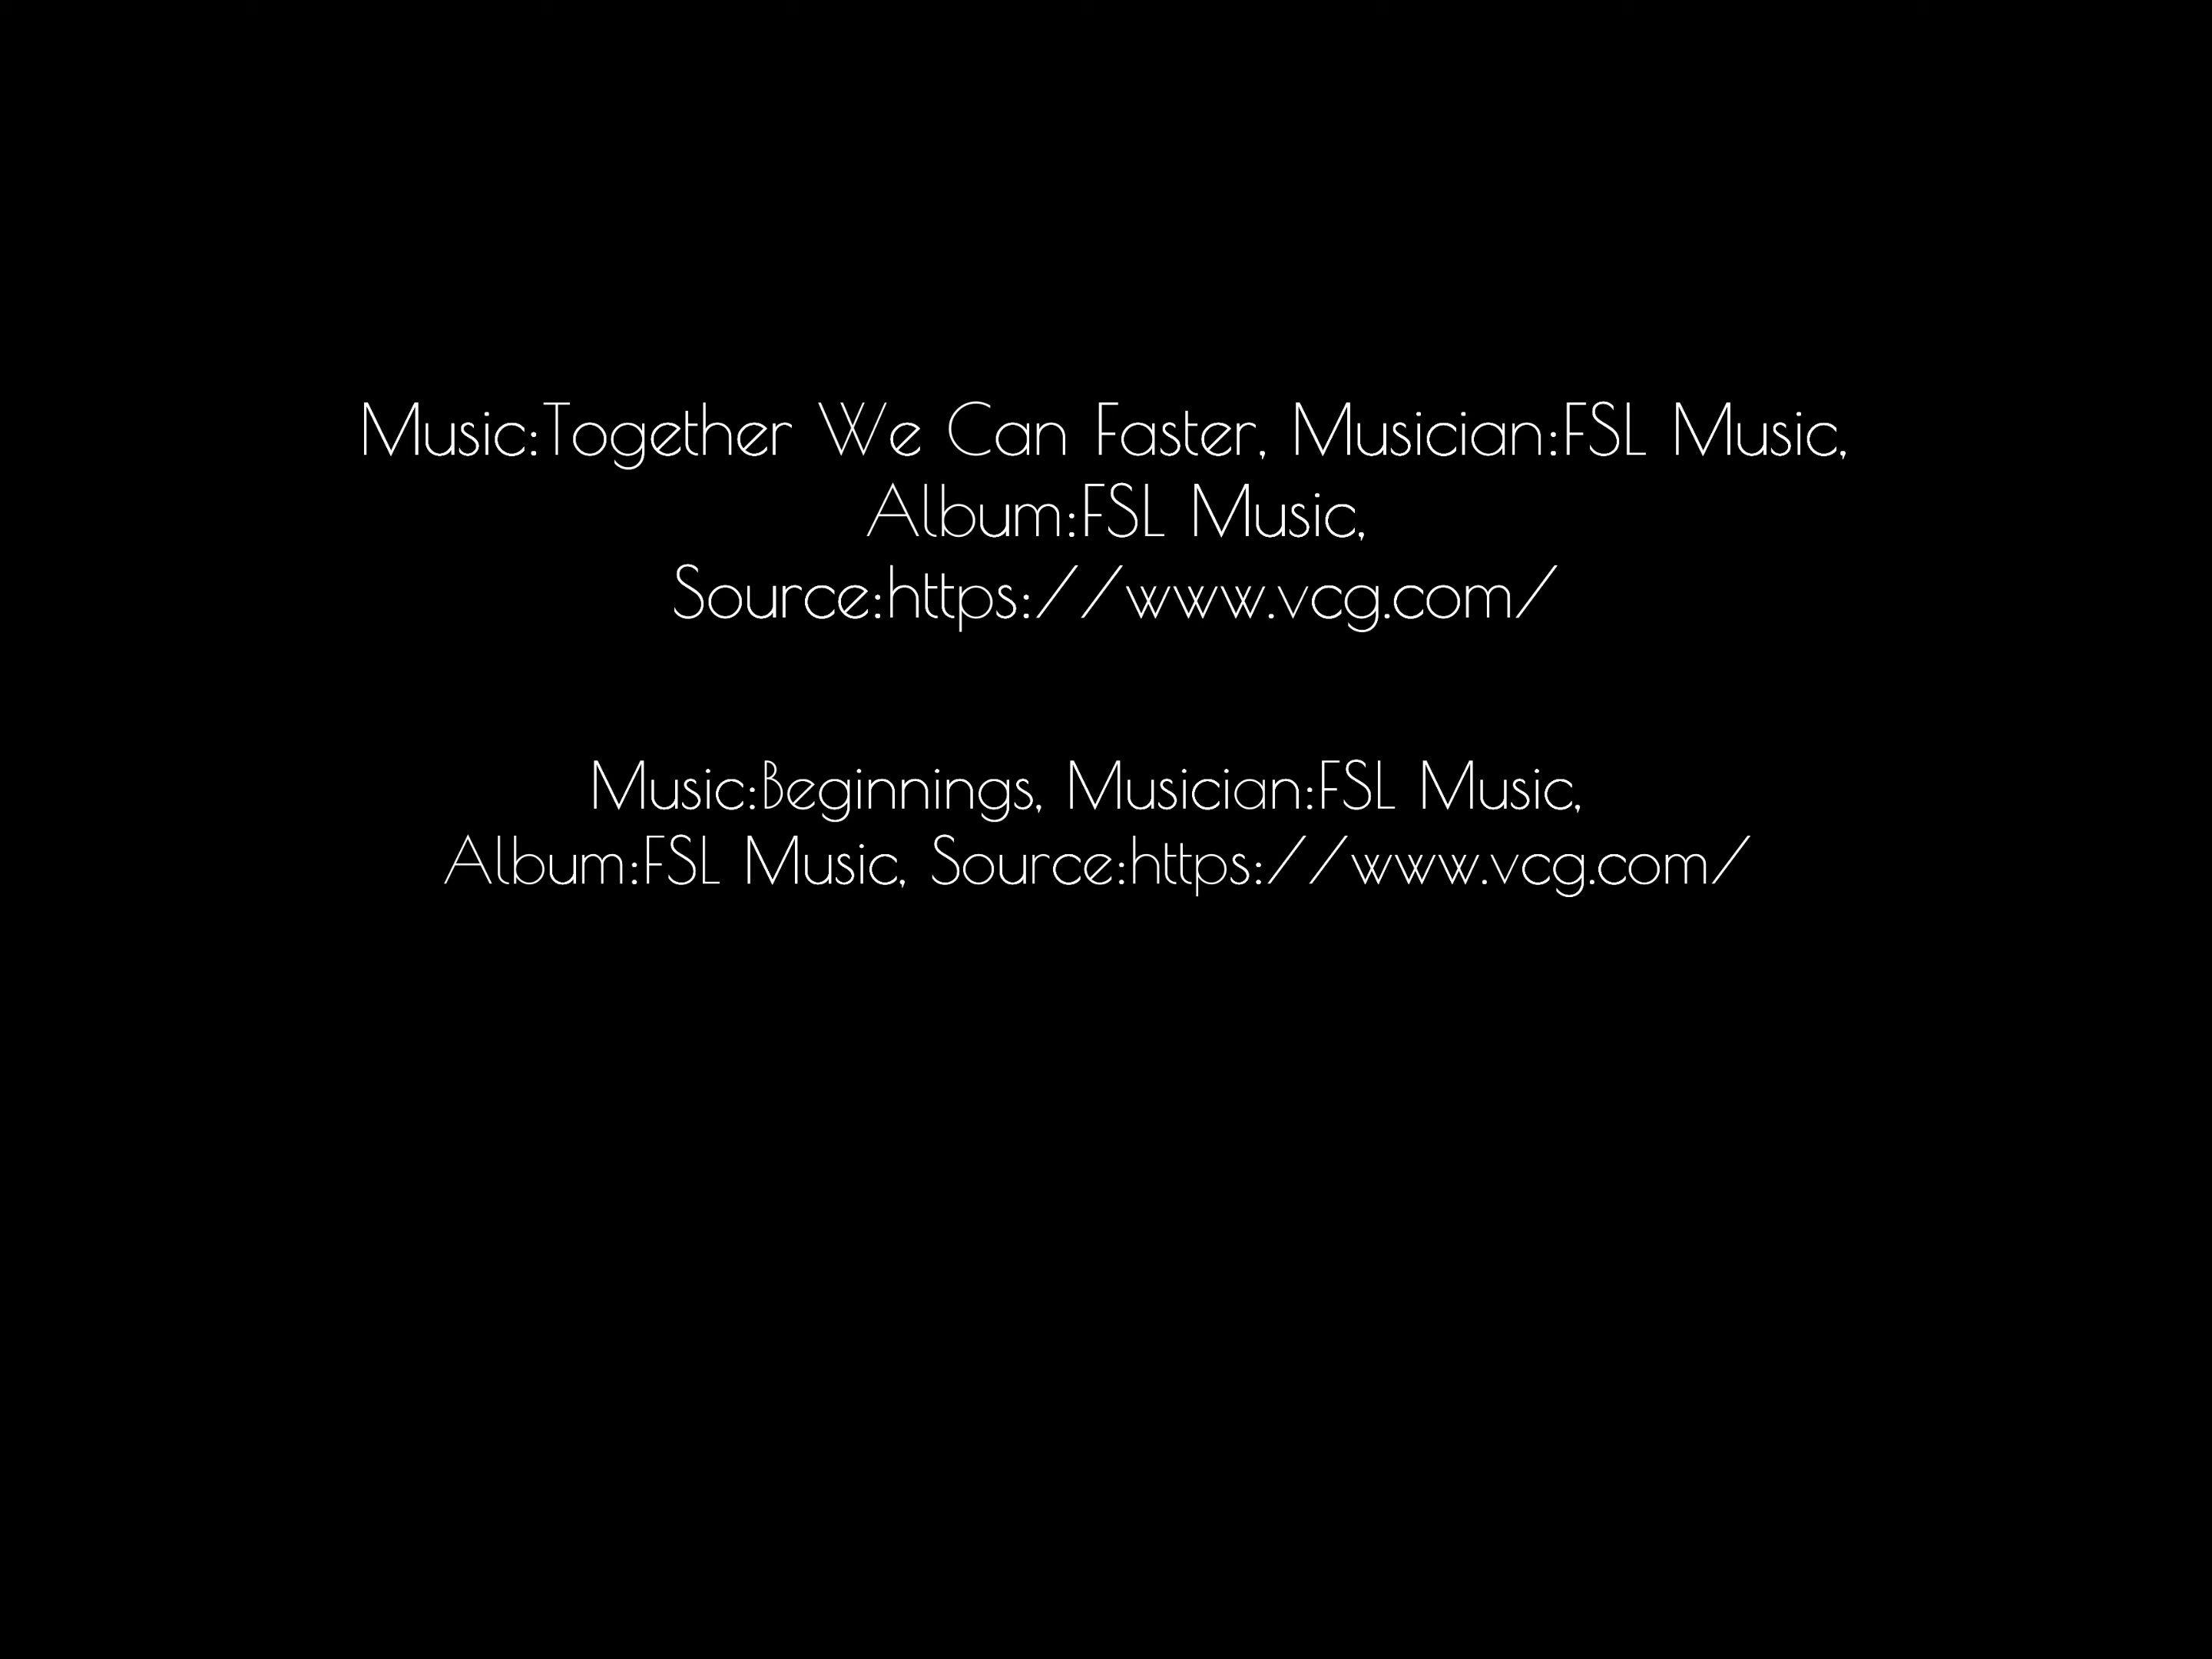 Music:Together We Can Faster, Musician:FSL Music,
Album:FSL Music,
Source:https://www.vcg.com/
Music:Beginnings, Musician:FSL Music,
Album:FSL Music, Source:https://www.vcg.com/